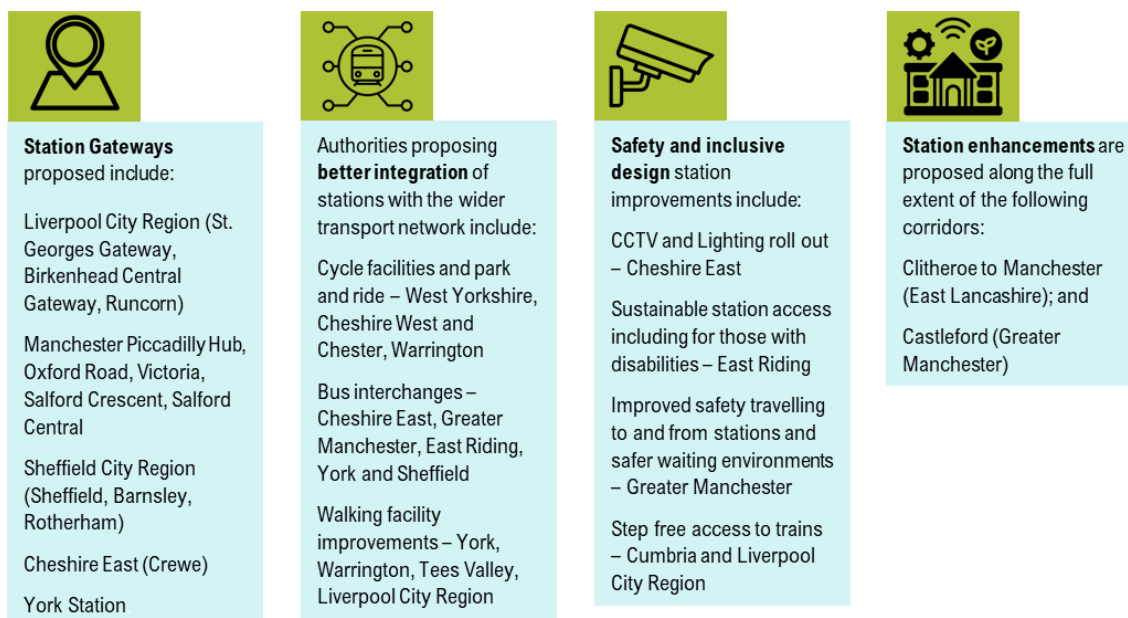 Station Gateways
proposed include:
Liverpool City Region (St.
Georges Gateway,
Birkenhead Central
Gateway, Runcorn)
Manchester Piccadilly Hub,
Oxford Road, Victoria,
Salford Crescent, Salford
Central
Sheffield City Region
(Sheffield, Barnsley,
Rotherham)
Cheshire East (Crewe)
York Station
Authorities proposing
better integration of
stations with the wider
transport network include:
Cycle facilities and park
and ride – West Yorkshire,
Cheshire West and
Chester, Warrington
Bus interchanges –
Cheshire East, Greater
Manchester, East Riding,
York and Sheffield
Walking facility
improvements – York,
Warrington, Tees Valley,
Liverpool City Region
Safety and inclusive
design station
improvements include:
CCTV and Lighting roll out
– Cheshire East
Sustainable station access
including for those with
disabilities – East Riding
Improved safety travelling
to and from stations and
safer waiting environments
– Greater Manchester
Step free access to trains
– Cumbria and Liverpool
City Region
Station enhancements are
proposed along the full
extent of the following
corridors:
Clitheroe to Manchester
(East Lancashire); and
Castleford (Greater
Manchester)